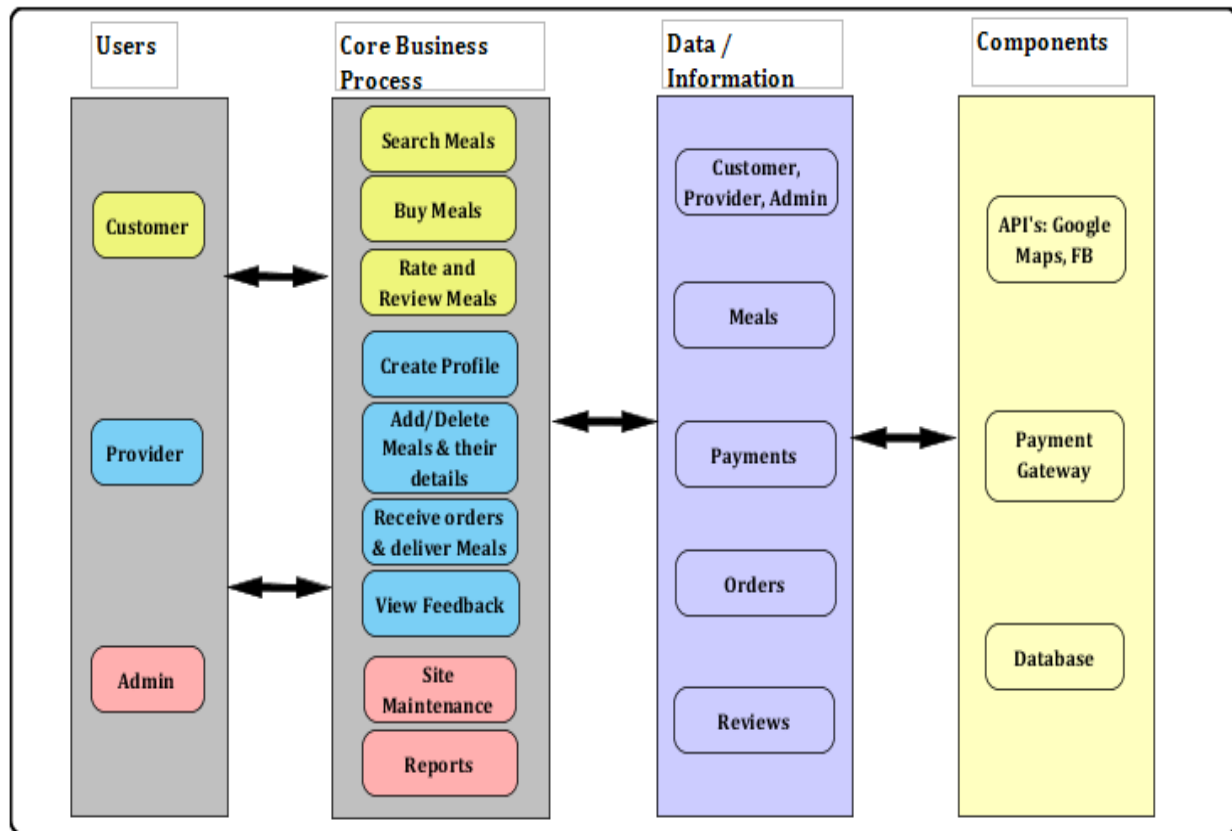 Users
Core Business
Process
Data /
Information
Components
Customer
Provider
Admin
Search Meals
Buy Meals
Rate and
Review Meals
Create Profile
Add/Delete
Meals & their
details
Receive orders
& deliver Meals
View Feedback
Site
Maintenance
Reports
Customer,
Provider, Admin
Meals
Payments
Orders
Reviews
API's: Google
Maps, FB
Payment
Gateway
Database